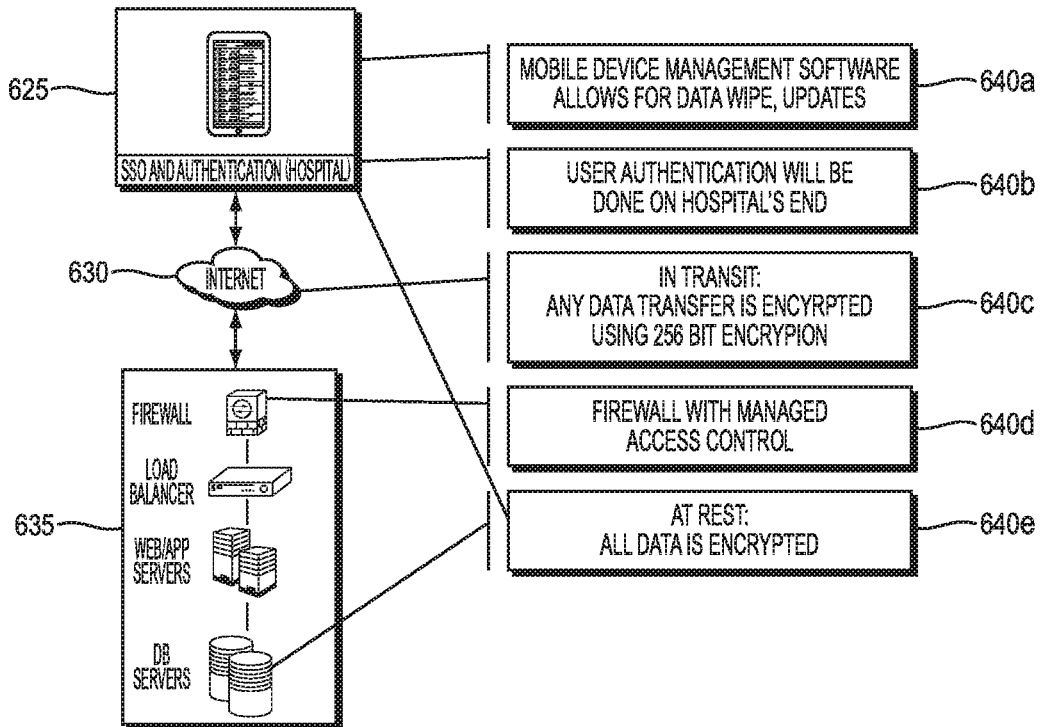 625
SSO AND AUTHENTICATION (HOSPITAL)
630
INTERNET
635
FIREWALL
LOAD
BALANCER
WEB/APP
SERVERS
DB
SERVERS
MOBILE DEVICE MANAGEMENT SOFTWARE
ALLOWS FOR DATA WIPE, UPDATES
640a
USER AUTHENTICATION WILL BE
DONE ON HOSPITAL'S END
640b
IN TRANSIT:
ANY DATA TRANSFER IS ENCYRPTED
USING 256 BIT ENCRYPION
640c
FIREWALL WITH MANAGED
ACCESS CONTROL
640d
AT REST:
ALL DATA IS ENCRYPTED
640e